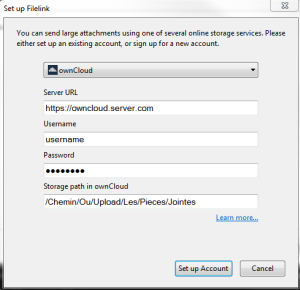 Set up Filelink
You can send large attachments using one of several online storage services. Please
either set up an existing account, or sign up for a new account.
ownCloud
Server URL
https://owncloud.server.com
Username
username
Password
●●●●●●●●
Storage path in ownCloud
/Chemin/Ou/Upload/Les/Pieces/Jointes
Learn more...
Set up Account
Cancel